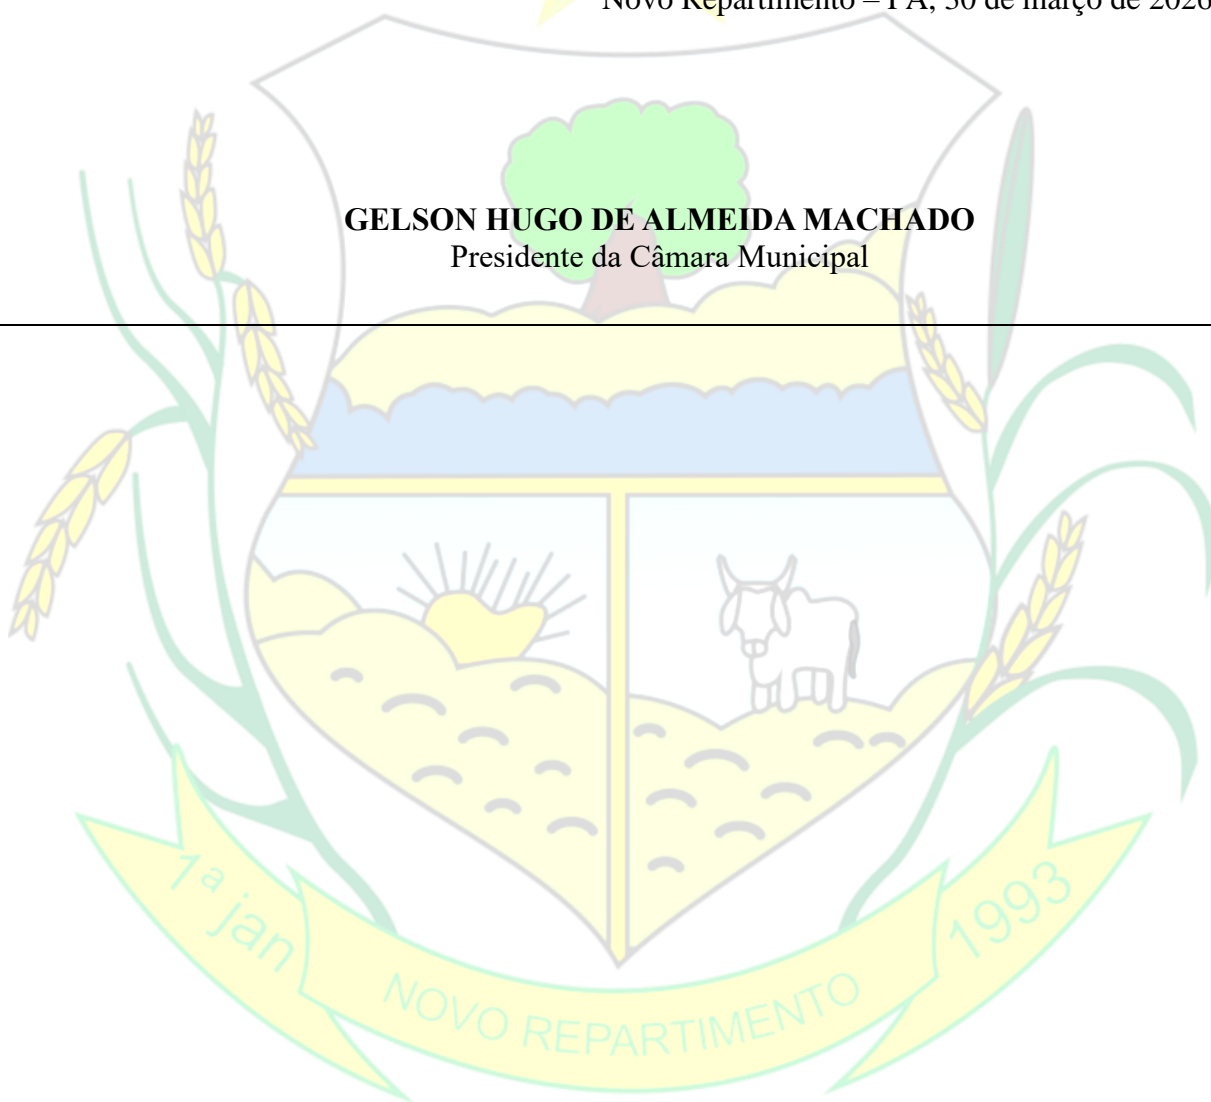 Novo Repartimento – PA, 30 de março de 2026
GELSON HUGO DE ALMEIDA MACHADO
Presidente da Câmara Municipal
1ª jan
NOVO REPARTIMENTO
1993